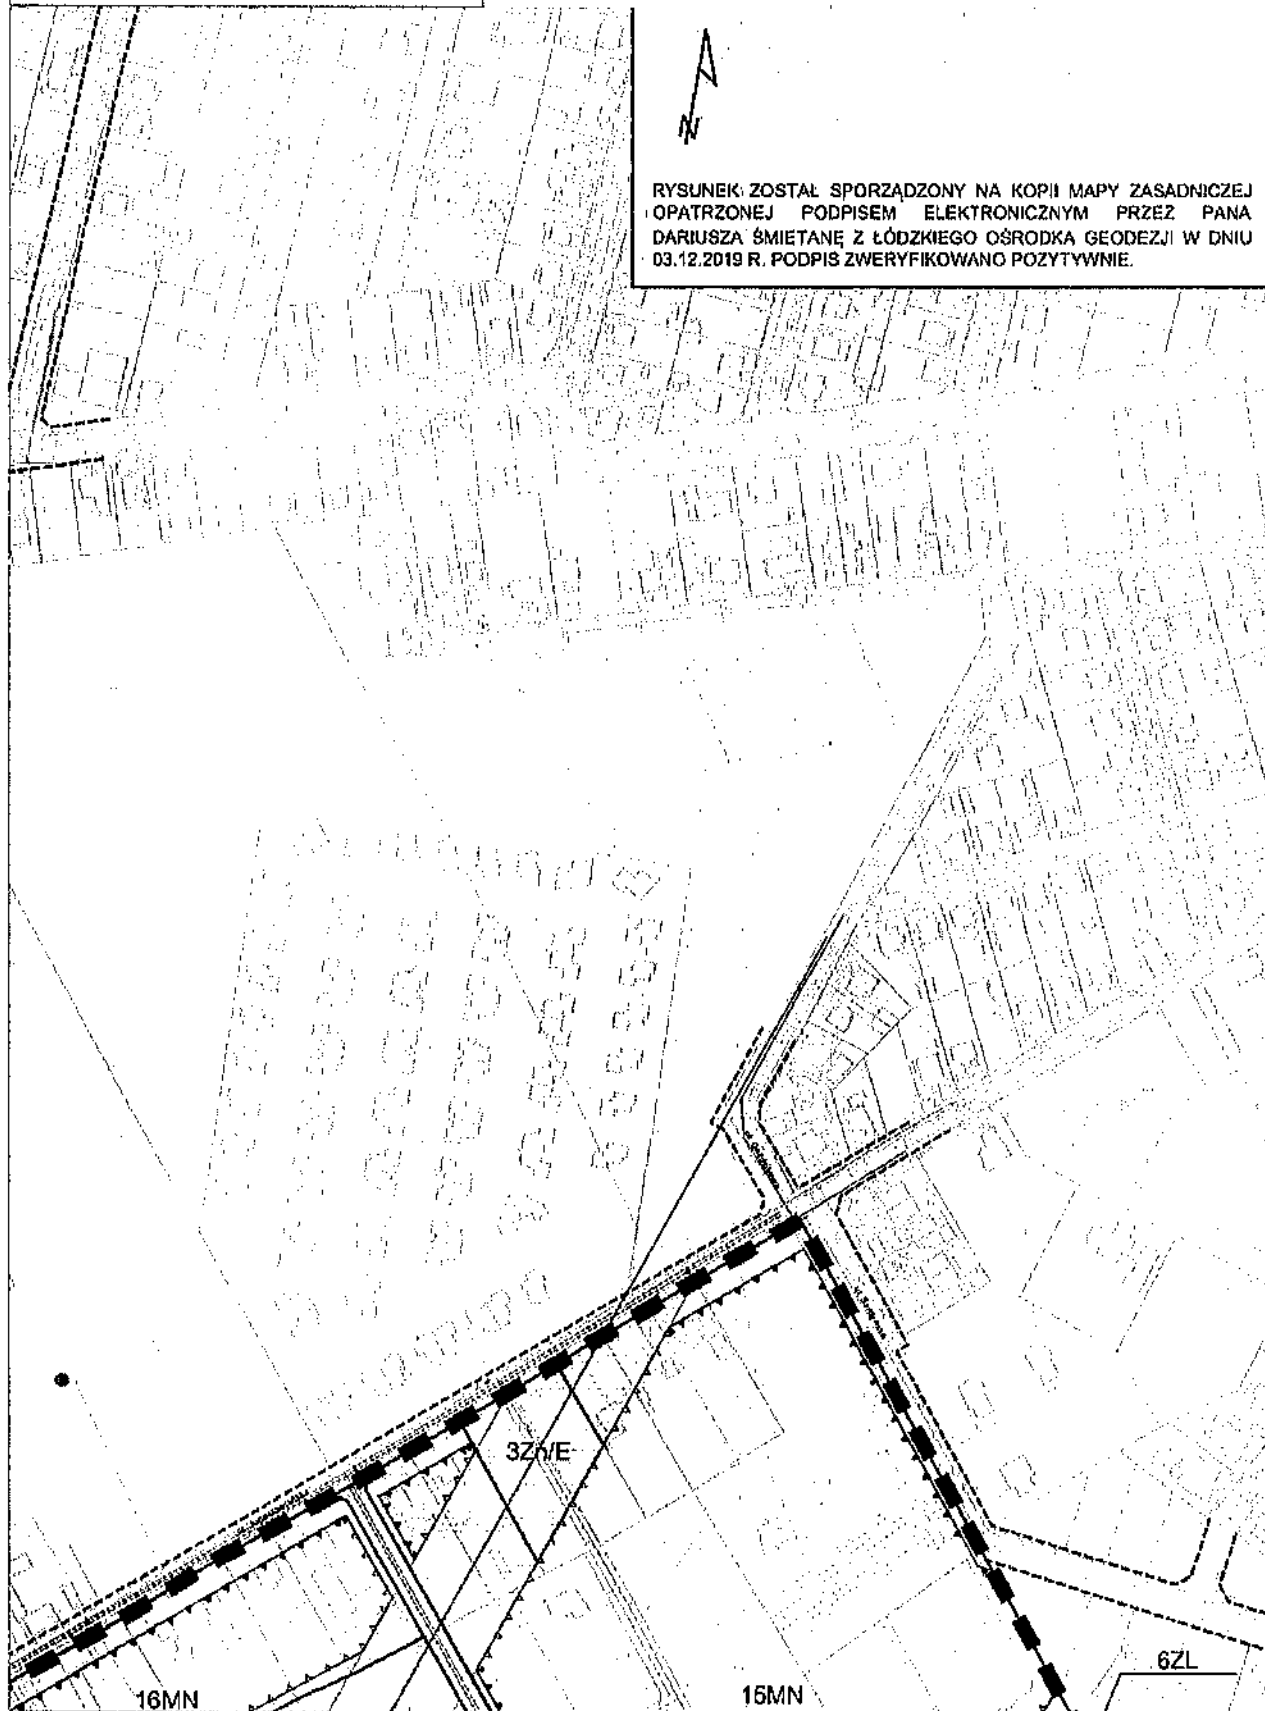 N
RYSUNEK ZOSTAŁ SPORZĄDZONY NA KOPII MAPY ZASADNICZEJ
OPATRZONEJ PODPISEM ELEKTRONICZNYM PRZEZ PANA
DARIUSZA ŚMIETANĘ Z ŁÓDZKIEGO OŚRODKA GEODEZJI W DNIU
03.12.2019 R. PODPIS ZWERYFIKOWANO POZYTYWNIE.
3Zn/E
6ZL
16MN
15MN